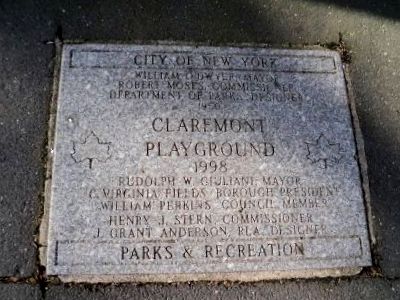 CITY OF NEW YORK
WILLIAM O'DWYER, MAYOR
ROBERT MOSES, COMMISSIONER
DEPARTMENT OF PARKS, DESIGNER
1950
CLAREMONT
PLAYGROUND
1998
RUDOLPH W. GIULIANI, MAYOR
C. VIRGINIA FIELDS, BOROUGH PRESIDENT
WILLIAM PERKINS, COUNCIL MEMBER
HENRY J. STERN, COMMISSIONER
J. GRANT ANDERSON, RLA, DESIGNER
PARKS & RECREATION